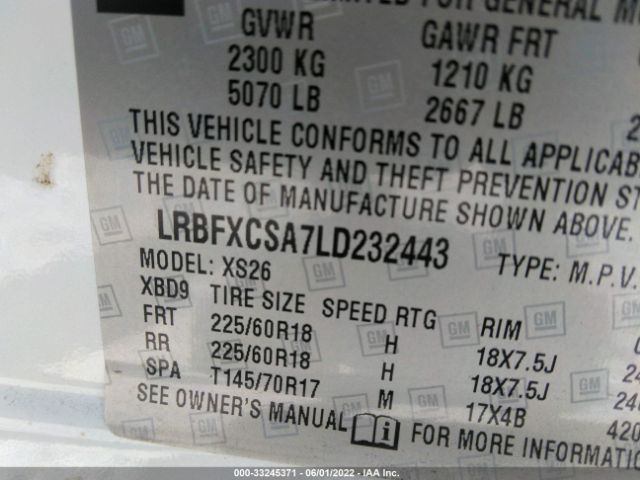 FOR GENERAL
GVWR GAWR FRT
2300 KG 1210 KG
5070 LB 2667 LB
THIS VEHICLE CONFORMS TO ALL
VEHICLE SAFETY AND THEFT PREVENTION
THE DATE OF MANUFACTURE SHOWN ABOVE.
LRBFXCSA7LD232443
MODEL: XS26 TYPE: M.P.V.
XBD9 TIRE SIZE SPEED RTG RIM
FRT 225/60R18 H 18X7.5J
RR 225/60R18 H 18X7.5J
SPA T145/70R17 M 17X4B
SEE OWNER'S MANUAL i FOR MORE
GM
000-33245371 - 06/01/2022 - IAA Inc.